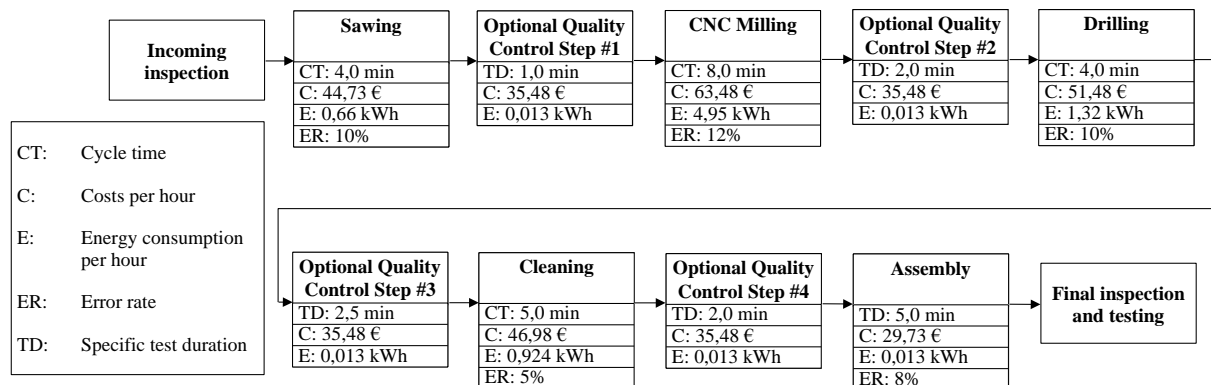 Incoming
inspection
Sawing
CT: 4,0 min
C: 44,73 €
E: 0,66 kWh
ER: 10%
Optional Quality
Control Step #1
TD: 1,0 min
C: 35,48 €
E: 0,013 kWh
CNC Milling
CT: 8,0 min
C: 63,48 €
E: 4,95 kWh
ER: 12%
Optional Quality
Control Step #2
TD: 2,0 min
C: 35,48 €
E: 0,013 kWh
Drilling
CT: 4,0 min
C: 51,48 €
E: 1,32 kWh
ER: 10%
CT: Cycle time
C: Costs per hour
E: Energy consumption
per hour
ER: Error rate
TD: Specific test duration
Optional Quality
Control Step #3
TD: 2,5 min
C: 35,48 €
E: 0,013 kWh
Cleaning
CT: 5,0 min
C: 46,98 €
E: 0,924 kWh
ER: 5%
Optional Quality
Control Step #4
TD: 2,0 min
C: 35,48 €
E: 0,013 kWh
Assembly
TD: 5,0 min
C: 29,73 €
E: 0,013 kWh
ER: 8%
Final inspection
and testing